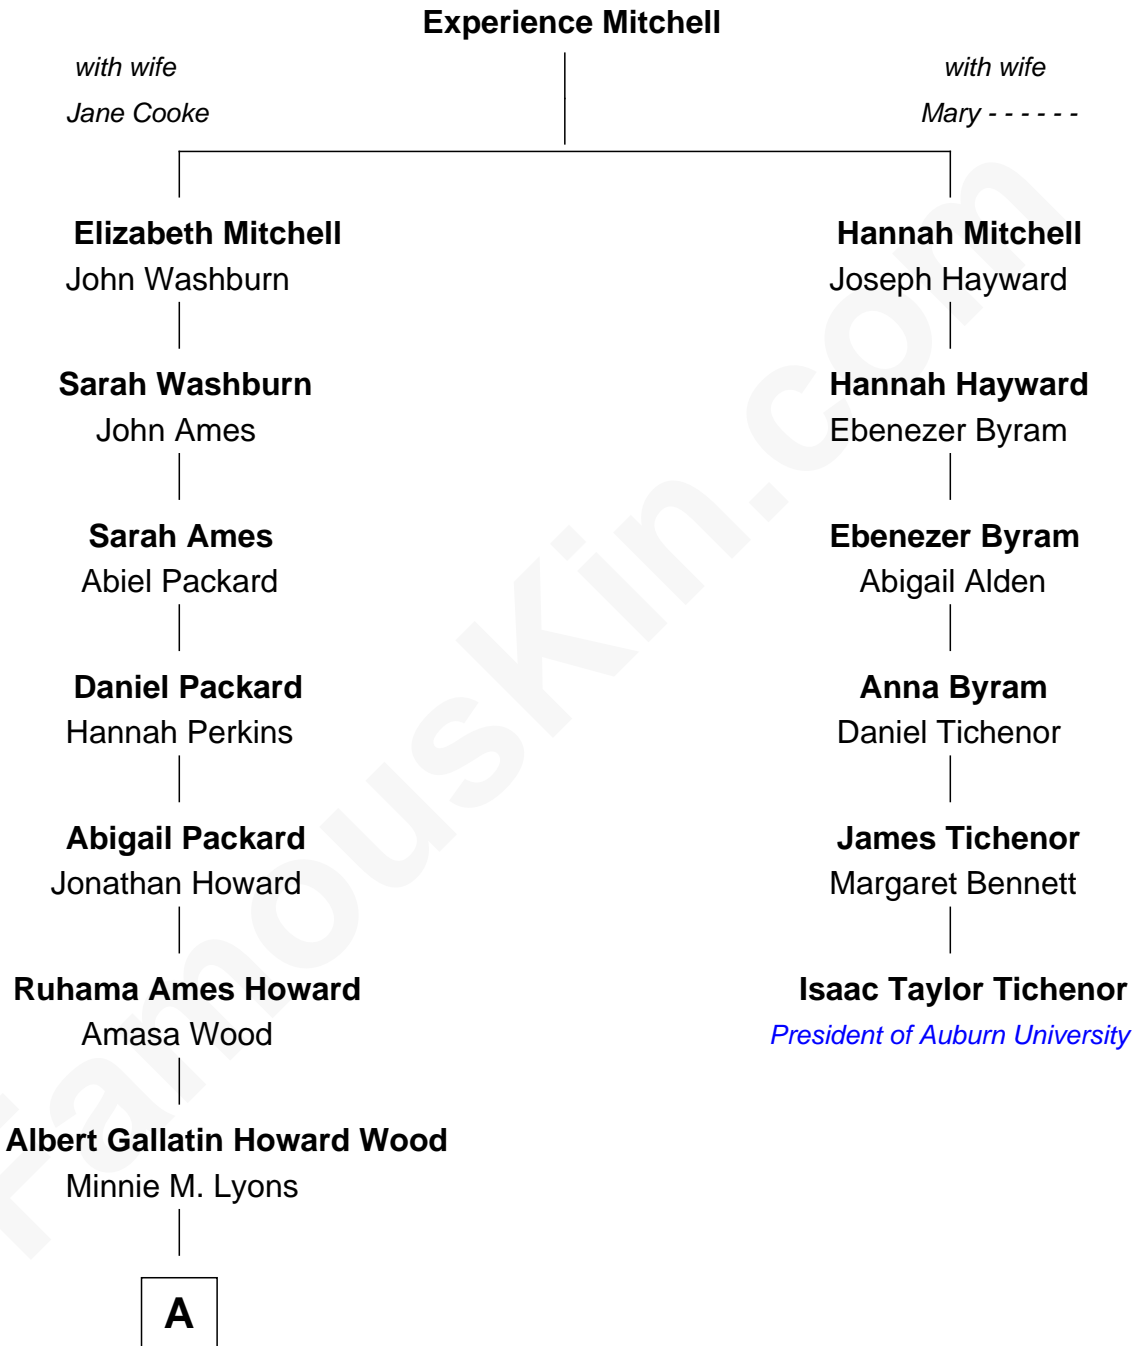 Experience Mitchell
with wife
Jane Cooke
with wife
Mary - - - - - -
Elizabeth Mitchell
John Washburn
Hannah Mitchell
Joseph Hayward
Sarah Washburn
John Ames
Hannah Hayward
Ebenezer Byram
Sarah Ames
Abiel Packard
Ebenezer Byram
Abigail Alden
Daniel Packard
Hannah Perkins
Anna Byram
Daniel Tichenor
Abigail Packard
Jonathan Howard
James Tichenor
Margaret Bennett
Ruhama Ames Howard
Amasa Wood
Isaac Taylor Tichenor
President of Auburn University
Albert Gallatin Howard Wood
Minnie M. Lyons
A
FamousKin.com